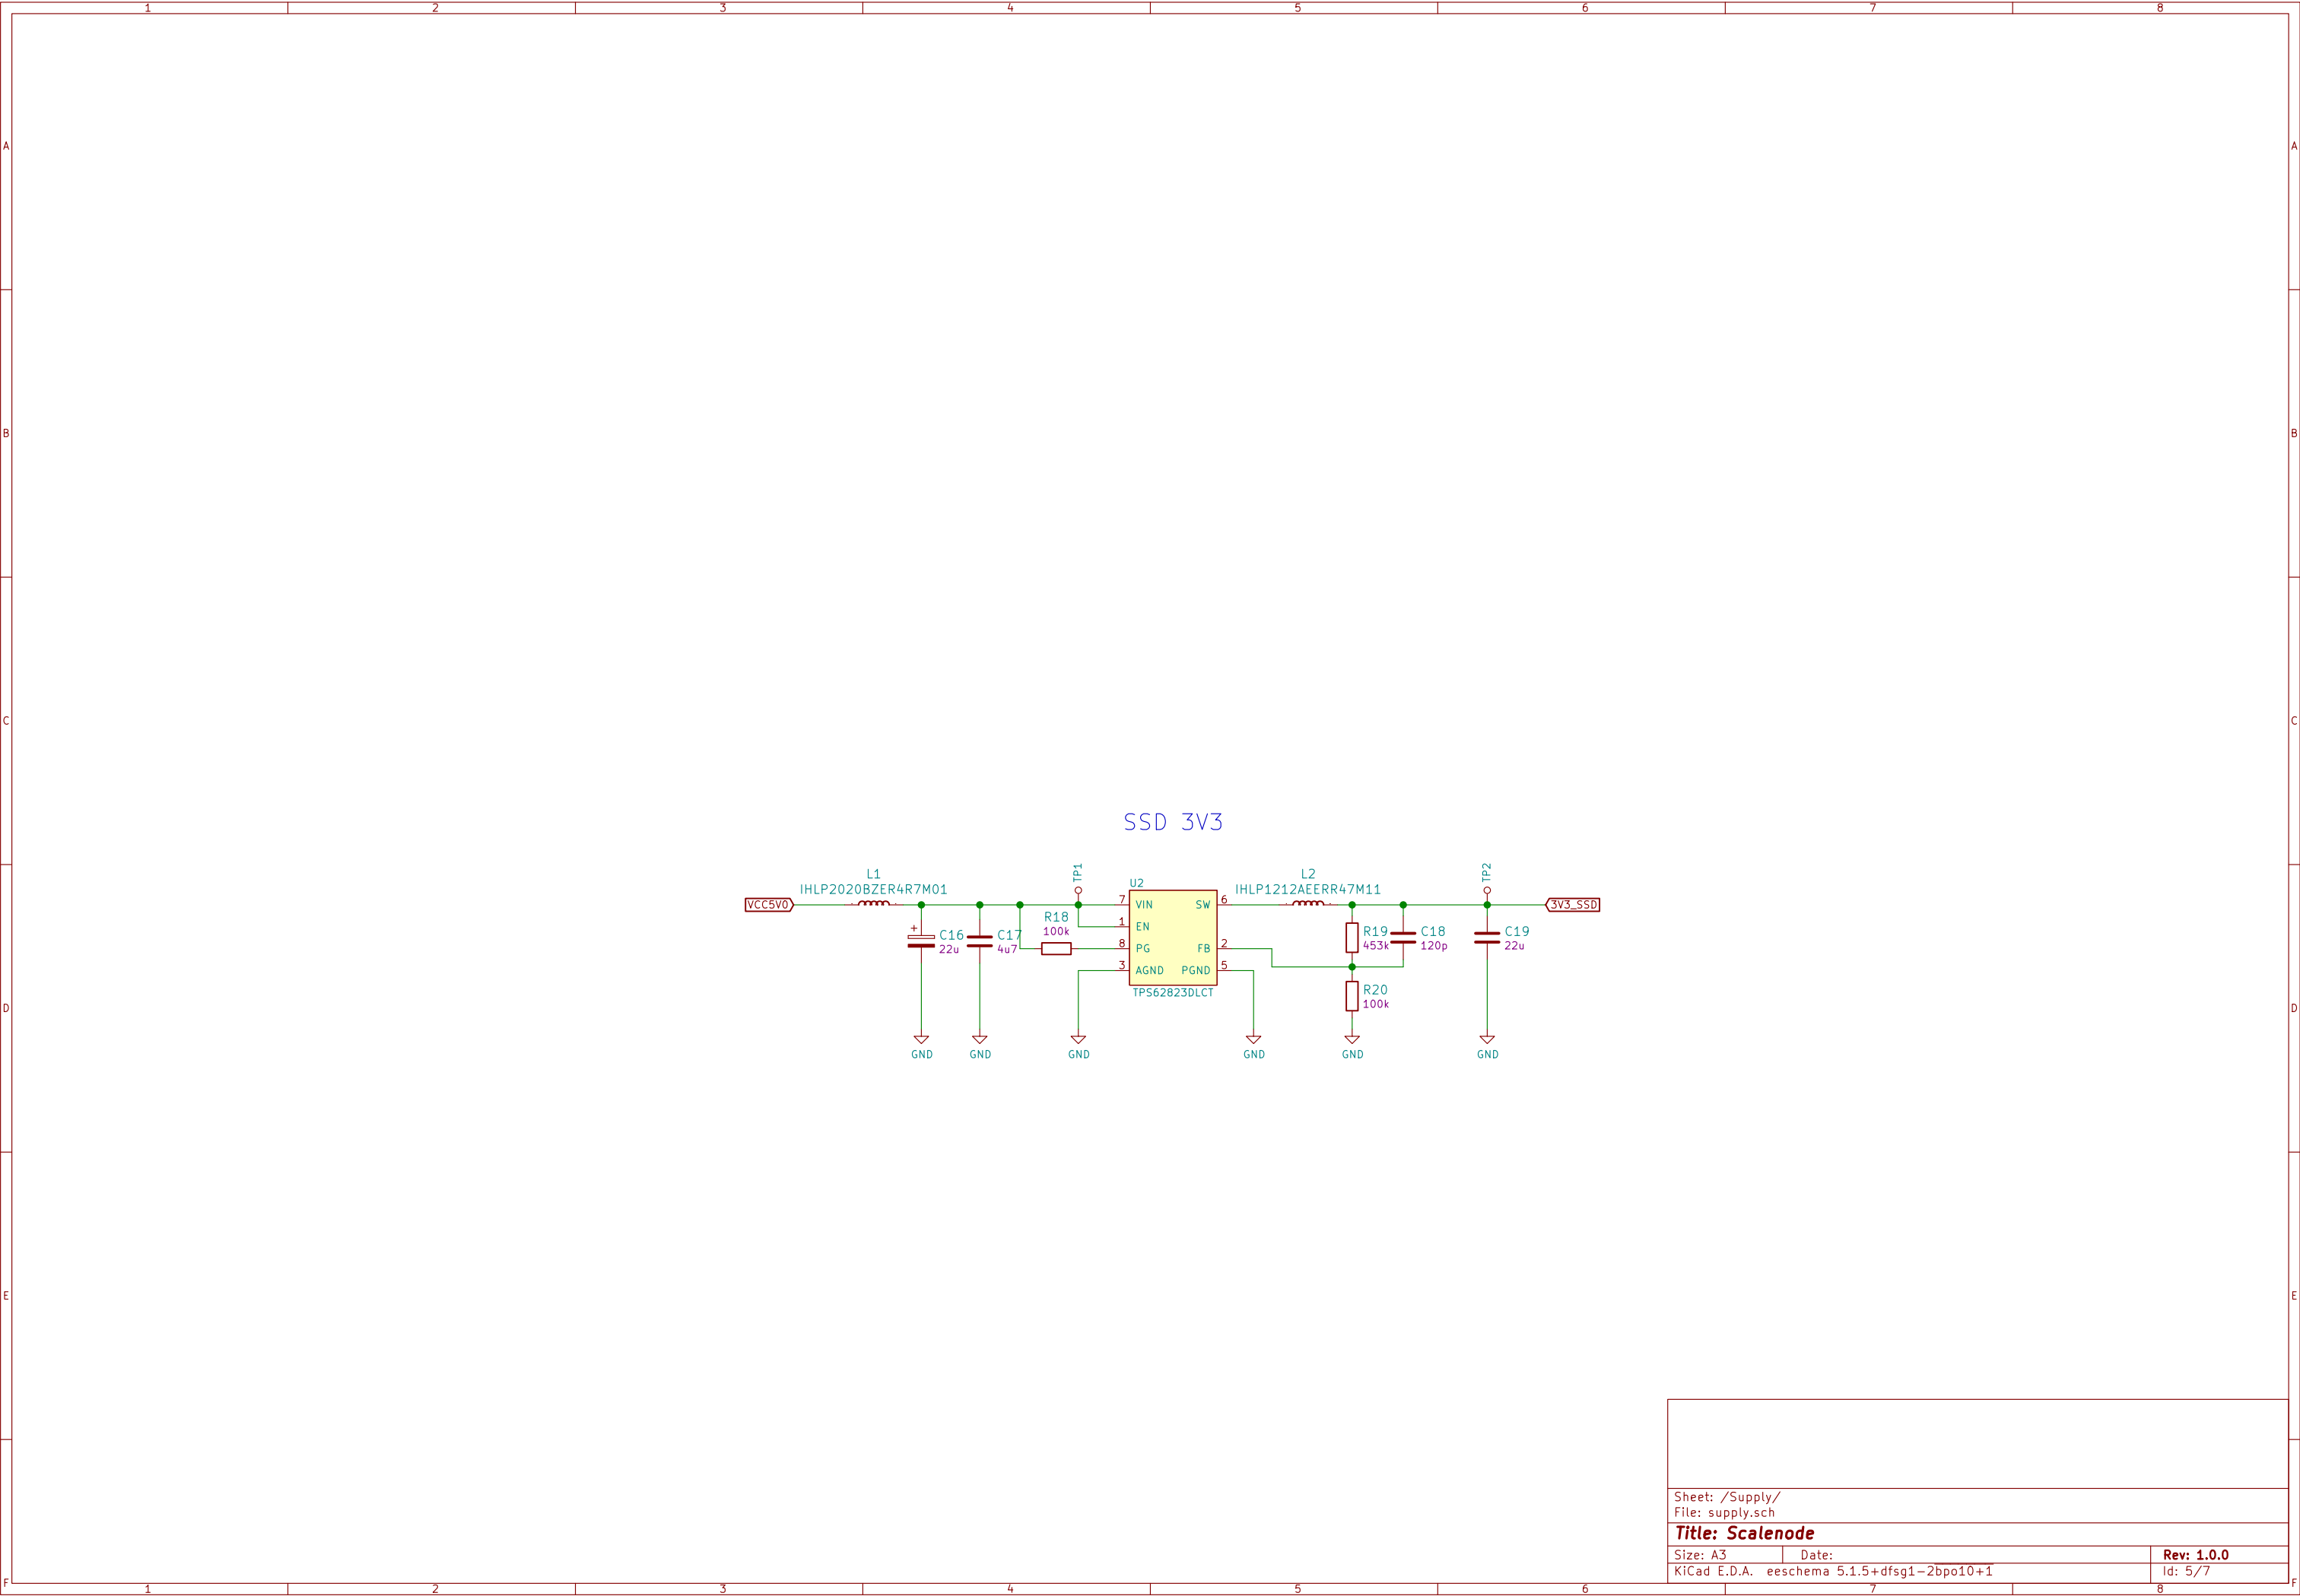 1 2 3 4 5 6 7 8
A A
B B
C C
SSD 3V3
L1
IHLP2020BZER4R7M01
TP1
U2
L2
IHLP1212AEERR47M11
TP2
VCC5V0
7 VIN SW 6
3V3_SSD
R18
100k
1 EN
C16
22u
C17
4u7
8 PG FB 2
R19
453k
C18
120p
C19
22u
3 AGND PGND 5
TPS62823DLCT
R20
100k
D D
GND GND GND GND GND GND
E E
Sheet: /Supply/
File: supply.sch
Title: Scalenode
Size: A3 Date: Rev: 1.0.0
KiCad E.D.A. eeschema 5.1.5+dfsg1-2bpo10+1 Id: 5/7
F F
1 2 3 4 5 6 7 8